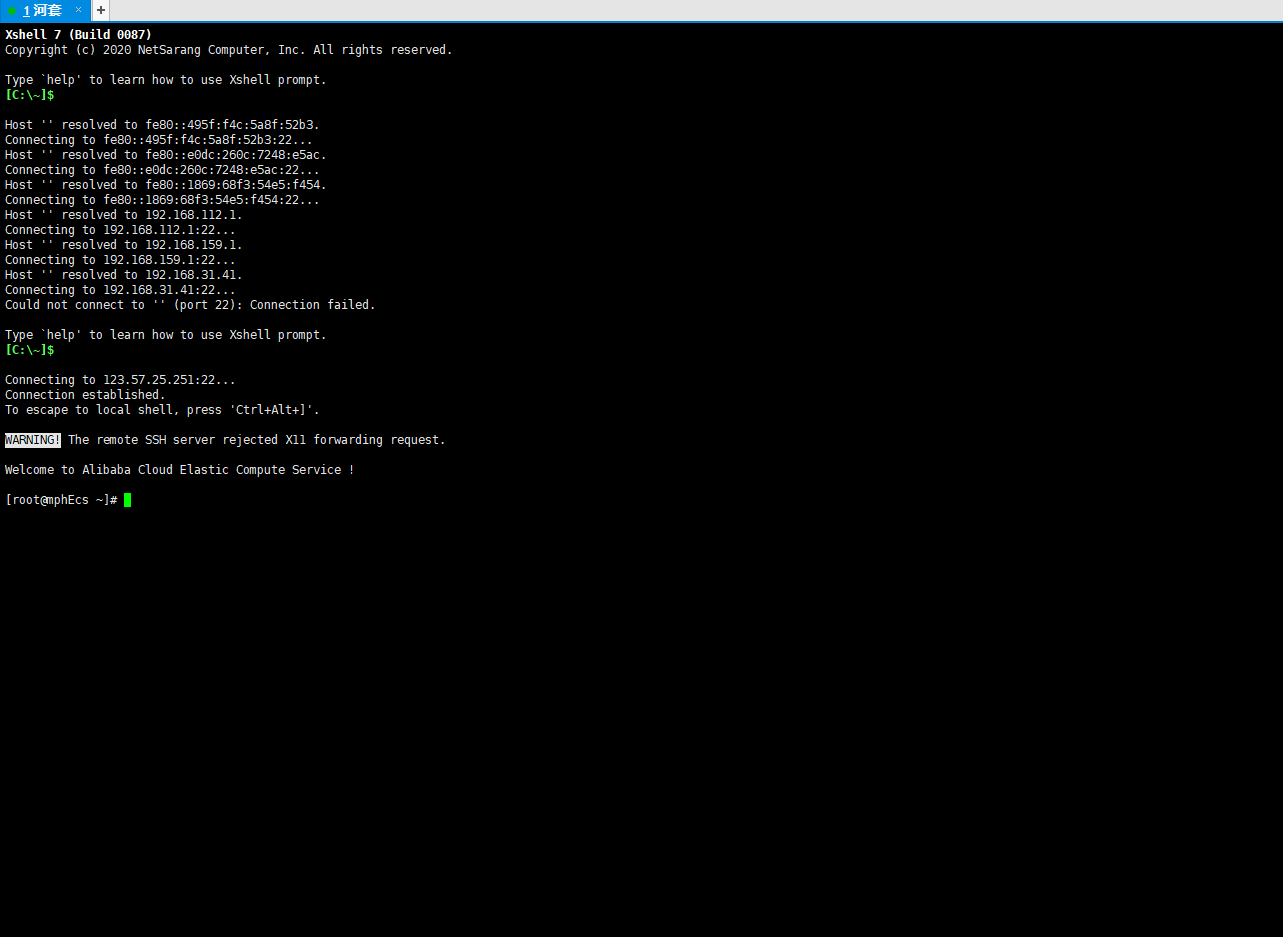 1 河套 × +
Xshell 7 (Build 0087)
Copyright (c) 2020 NetSarang Computer, Inc. All rights reserved.
Type `help' to learn how to use Xshell prompt.
[C:\~]$
Host '' resolved to fe80::495f:f4c:5a8f:52b3.
Connecting to fe80::495f:f4c:5a8f:52b3:22...
Host '' resolved to fe80::e0dc:260c:7248:e5ac.
Connecting to fe80::e0dc:260c:7248:e5ac:22...
Host '' resolved to fe80::1869:68f3:54e5:f454.
Connecting to fe80::1869:68f3:54e5:f454:22...
Host '' resolved to 192.168.112.1.
Connecting to 192.168.112.1:22...
Host '' resolved to 192.168.159.1.
Connecting to 192.168.159.1:22...
Host '' resolved to 192.168.31.41.
Connecting to 192.168.31.41:22...
Could not connect to '' (port 22): Connection failed.
Type `help' to learn how to use Xshell prompt.
[C:\~]$
Connecting to 123.57.25.251:22...
Connection established.
To escape to local shell, press 'Ctrl+Alt+]'.
WARNING! The remote SSH server rejected X11 forwarding request.
Welcome to Alibaba Cloud Elastic Compute Service !
[root@mphEcs ~]#